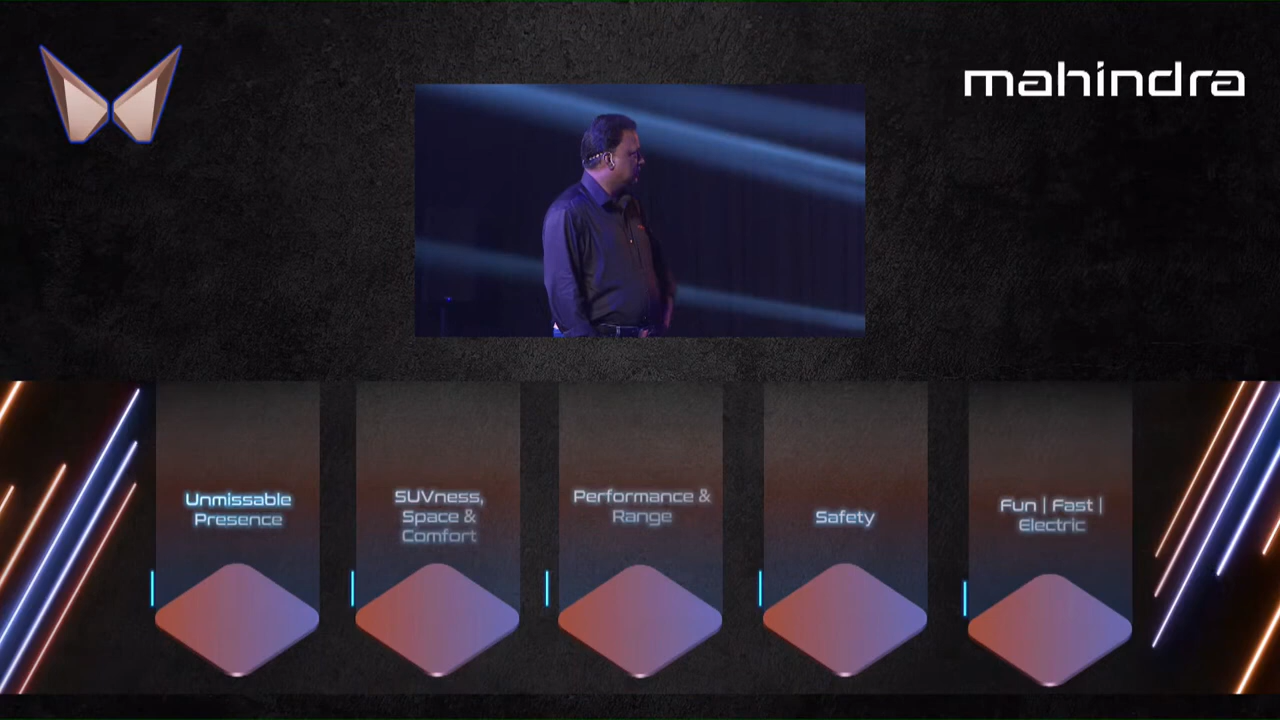 mahindra
Unmissable
Presence
SUVness,
Space &
Comfort
Performance &
Range
Safety
Fun | Fast |
Electric